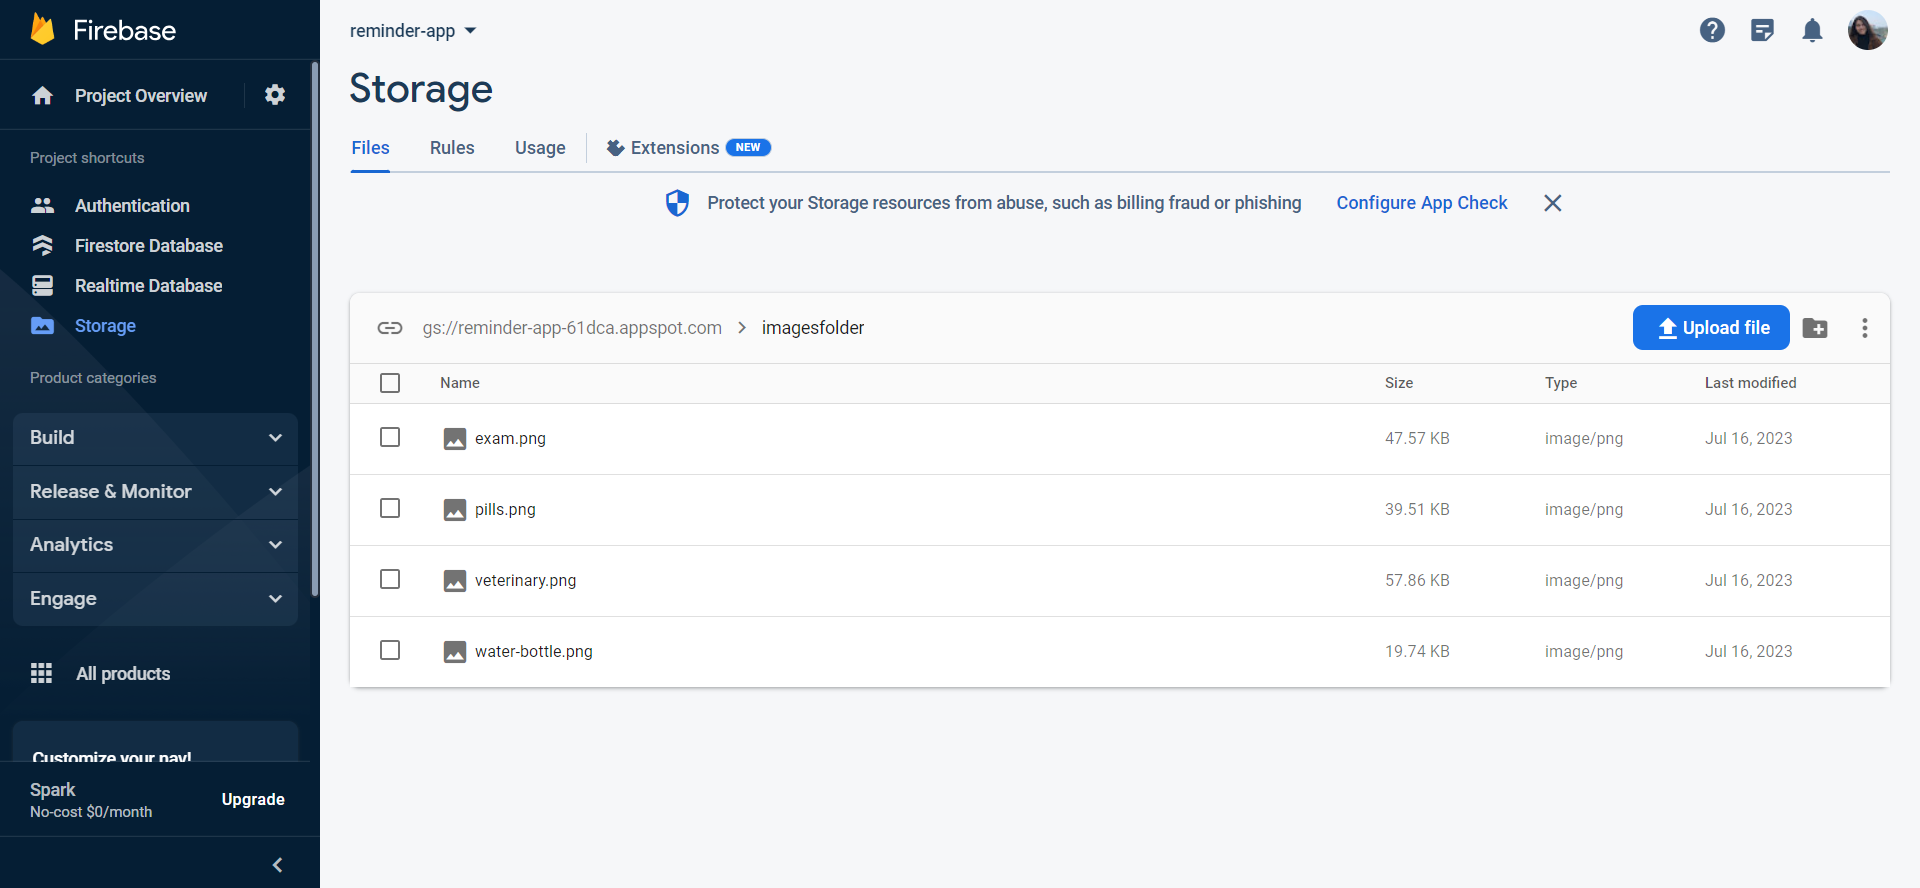 Firebase
Project Overview
Project shortcuts
Authentication
Firestore Database
Realtime Database
Storage
Product categories
Build
Release & Monitor
Analytics
Engage
All products
Customize your nav!
Spark
No-cost $0/month
Upgrade
reminder-app
Storage
Files Rules Usage Extensions NEW
Protect your Storage resources from abuse, such as billing fraud or phishing Configure App Check
gs://reminder-app-61dca.appspot.com > imagesfolder Upload file
Name Size Type Last modified
exam.png 47.57 KB image/png Jul 16, 2023
pills.png 39.51 KB image/png Jul 16, 2023
veterinary.png 57.86 KB image/png Jul 16, 2023
water-bottle.png 19.74 KB image/png Jul 16, 2023